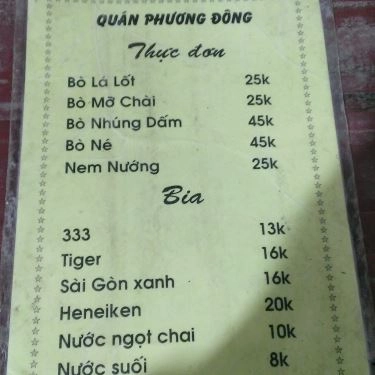 QUÁN PHƯƠNG ĐÔNG
Thực đơn
Bò Lá Lốt 25k
Bò Mỡ Chài 25k
Bò Nhúng Dấm 45k
Bò Né 45k
Nem Nướng 25k
Bia
333 13k
Tiger 16k
Sài Gòn xanh 16k
Heneiken 20k
Nước ngọt chai 10k
Nước suối 8k